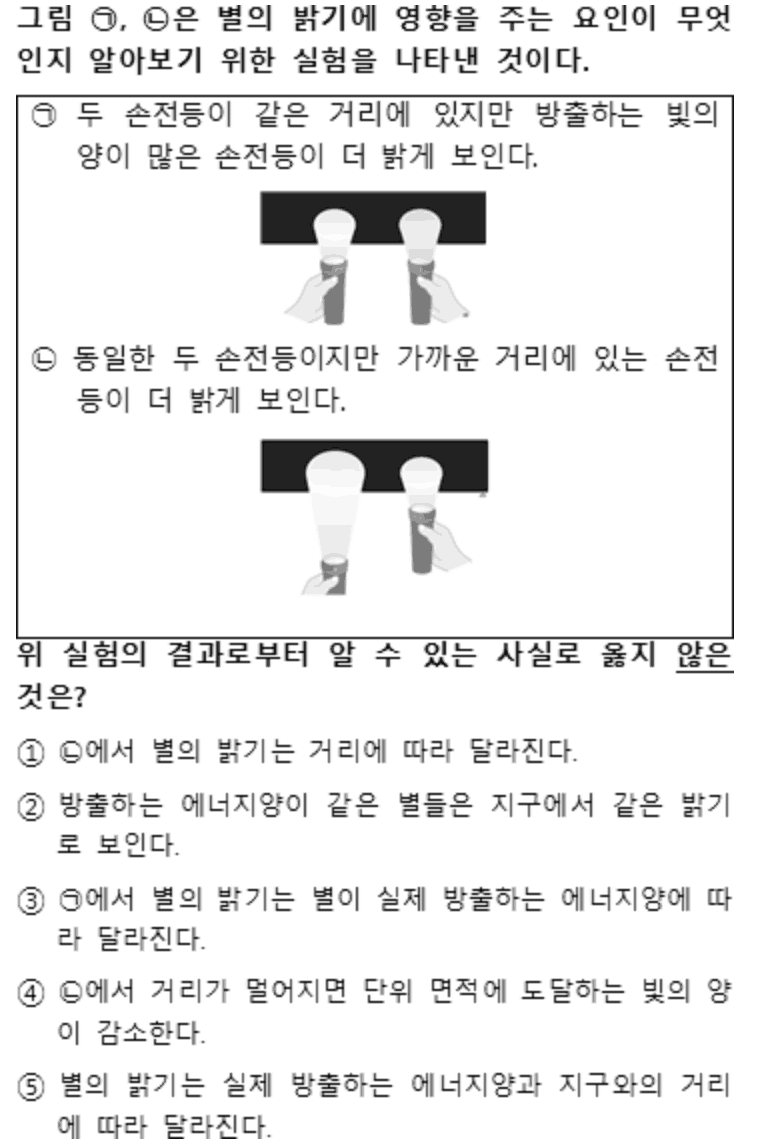 그림 ㉠, ㉡은 별의 밝기에 영향을 주는 요인이 무엇
인지 알아보기 위한 실험을 나타낸 것이다.
㉠ 두 손전등이 같은 거리에 있지만 방출하는 빛의
양이 많은 손전등이 더 밝게 보인다.
㉡ 동일한 두 손전등이지만 가까운 거리에 있는 손전
등이 더 밝게 보인다.
위 실험의 결과로부터 알 수 있는 사실로 옳지 않은
것은?
① ㉡에서 별의 밝기는 거리에 따라 달라진다.
② 방출하는 에너지양이 같은 별들은 지구에서 같은 밝기
로 보인다.
③ ㉠에서 별의 밝기는 별이 실제 방출하는 에너지양에 따
라 달라진다.
④ ㉡에서 거리가 멀어지면 단위 면적에 도달하는 빛의 양
이 감소한다.
⑤ 별의 밝기는 실제 방출하는 에너지양과 지구와의 거리
에 따라 달라진다.